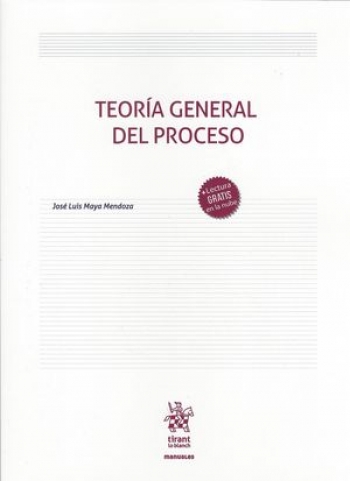 TEORÍA GENERAL
DEL PROCESO
+Lectura
GRATIS
en la nube
José Luis Maya Mendoza
tirant
lo blanch
manuales